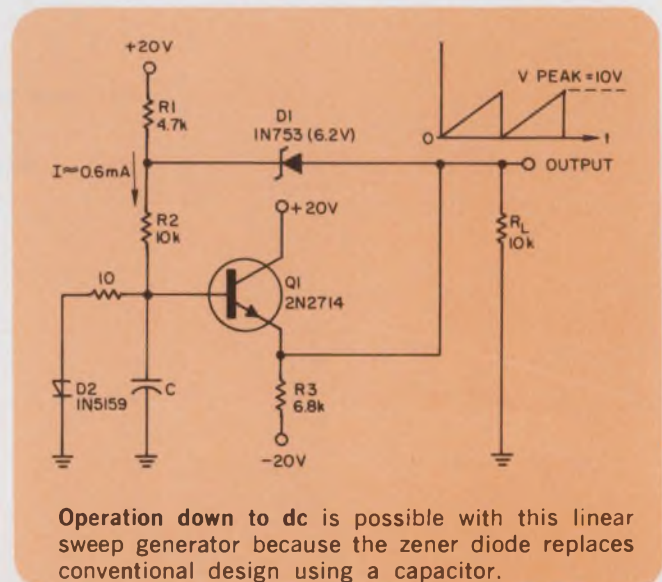 +20V
R1
4.7k
D1
1N753 (6.2V)
V PEAK = 10V
0
t
OUTPUT
I≈0.6mA
R2
10k
+20V
RL
10k
10
Q1
2N2714
D2
1N5159
C
R3
6.8k
-20V
Operation down to dc is possible with this linear
sweep generator because the zener diode replaces
conventional design using a capacitor.